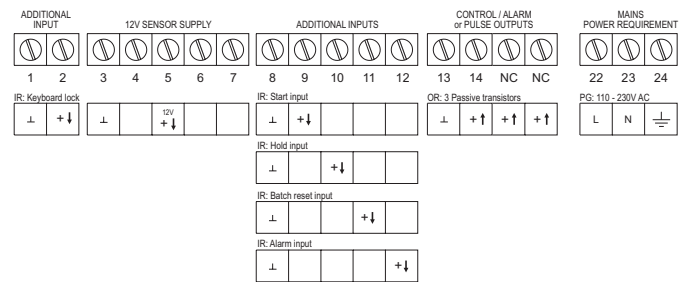 ADDITIONAL INPUT
12V SENSOR SUPPLY
ADDITIONAL INPUTS
CONTROL / ALARM or PULSE OUTPUTS
MAINS POWER REQUIREMENT
1 2 3 4 5 6 7 8 9 10 11 12 13 14 NC NC 22 23 24
IR: Keyboard lock
IR: Start input
OR: 3 Passive transistors
PG: 110 - 230V AC
⊥ +↓ ⊥ 12V +↓ ⊥ +↓ ⊥ +↑ +↑ +↑ L N ⏚
IR: Hold input
⊥ +↓
IR: Batch reset input
⊥ +↓
IR: Alarm input
⊥ +↓